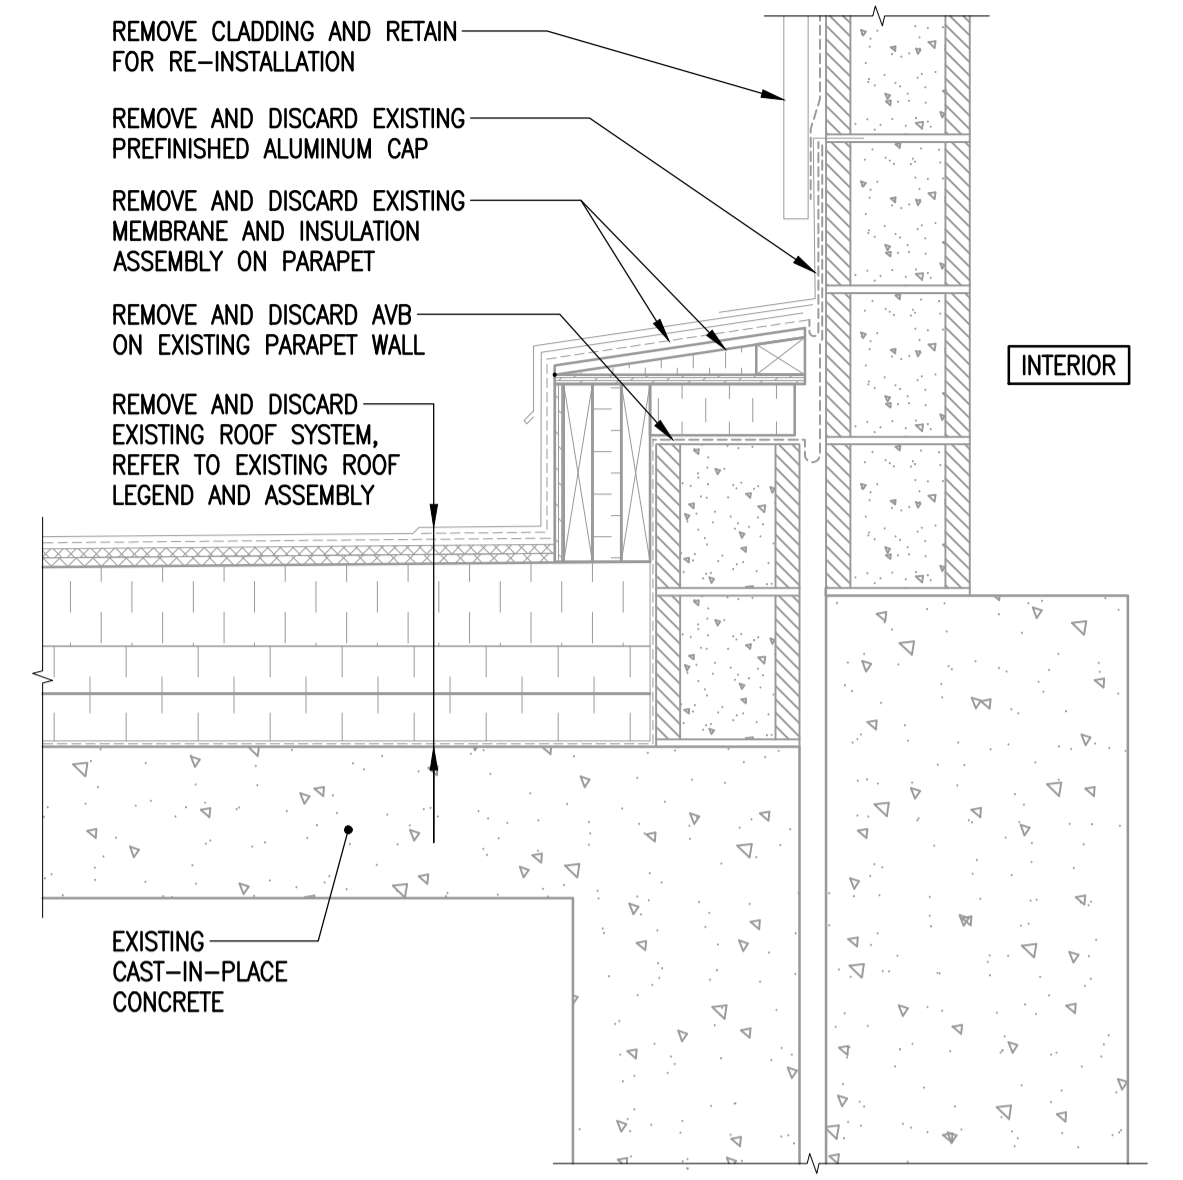 REMOVE CLADDING AND RETAIN
FOR RE-INSTALLATION
REMOVE AND DISCARD EXISTING
PREFINISHED ALUMINUM CAP
REMOVE AND DISCARD EXISTING
MEMBRANE AND INSULATION
ASSEMBLY ON PARAPET
REMOVE AND DISCARD AVB
ON EXISTING PARAPET WALL
REMOVE AND DISCARD
EXISTING ROOF SYSTEM,
REFER TO EXISTING ROOF
LEGEND AND ASSEMBLY
INTERIOR
EXISTING
CAST-IN-PLACE
CONCRETE